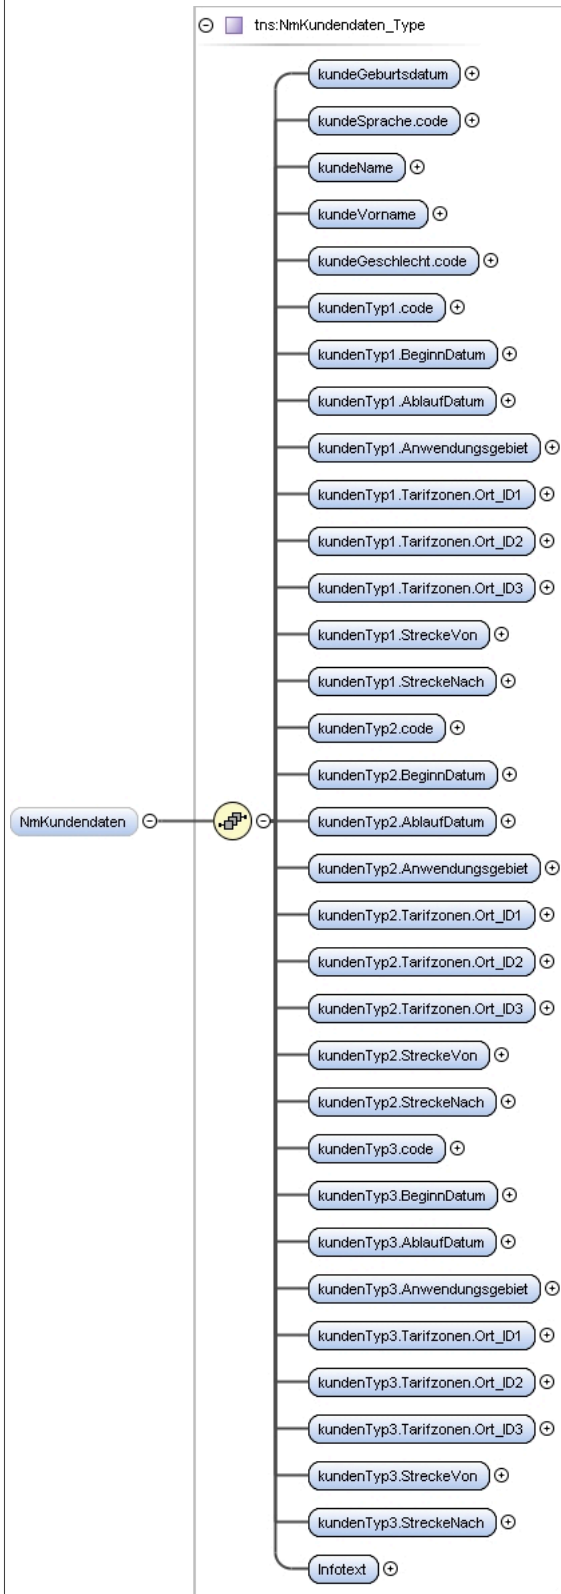 tns:NmKundendaten_Type
kundeGeburtsdatum
kundeSprache.code
kundeName
kundeVorname
kundeGeschlecht.code
kundenTyp1.code
kundenTyp1.BeginnDatum
kundenTyp1.AblaufDatum
kundenTyp1.Anwendungsgebiet
kundenTyp1.Tarifzonen.Ort_ID1
kundenTyp1.Tarifzonen.Ort_ID2
kundenTyp1.Tarifzonen.Ort_ID3
kundenTyp1.StreckeVon
kundenTyp1.StreckeNach
kundenTyp2.code
kundenTyp2.BeginnDatum
NmKundendaten
kundenTyp2.AblaufDatum
kundenTyp2.Anwendungsgebiet
kundenTyp2.Tarifzonen.Ort_ID1
kundenTyp2.Tarifzonen.Ort_ID2
kundenTyp2.Tarifzonen.Ort_ID3
kundenTyp2.StreckeVon
kundenTyp2.StreckeNach
kundenTyp3.code
kundenTyp3.BeginnDatum
kundenTyp3.AblaufDatum
kundenTyp3.Anwendungsgebiet
kundenTyp3.Tarifzonen.Ort_ID1
kundenTyp3.Tarifzonen.Ort_ID2
kundenTyp3.Tarifzonen.Ort_ID3
kundenTyp3.StreckeVon
kundenTyp3.StreckeNach
Infotext